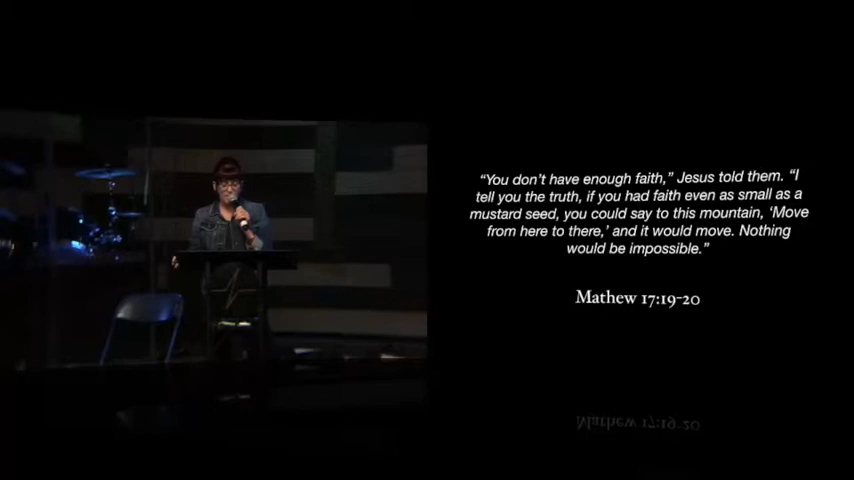 “You don’t have enough faith,” Jesus told them. “I
tell you the truth, if you had faith even as small as a
mustard seed, you could say to this mountain, ‘Move
from here to there,’ and it would move. Nothing
would be impossible.”
Mathew 17:19-20